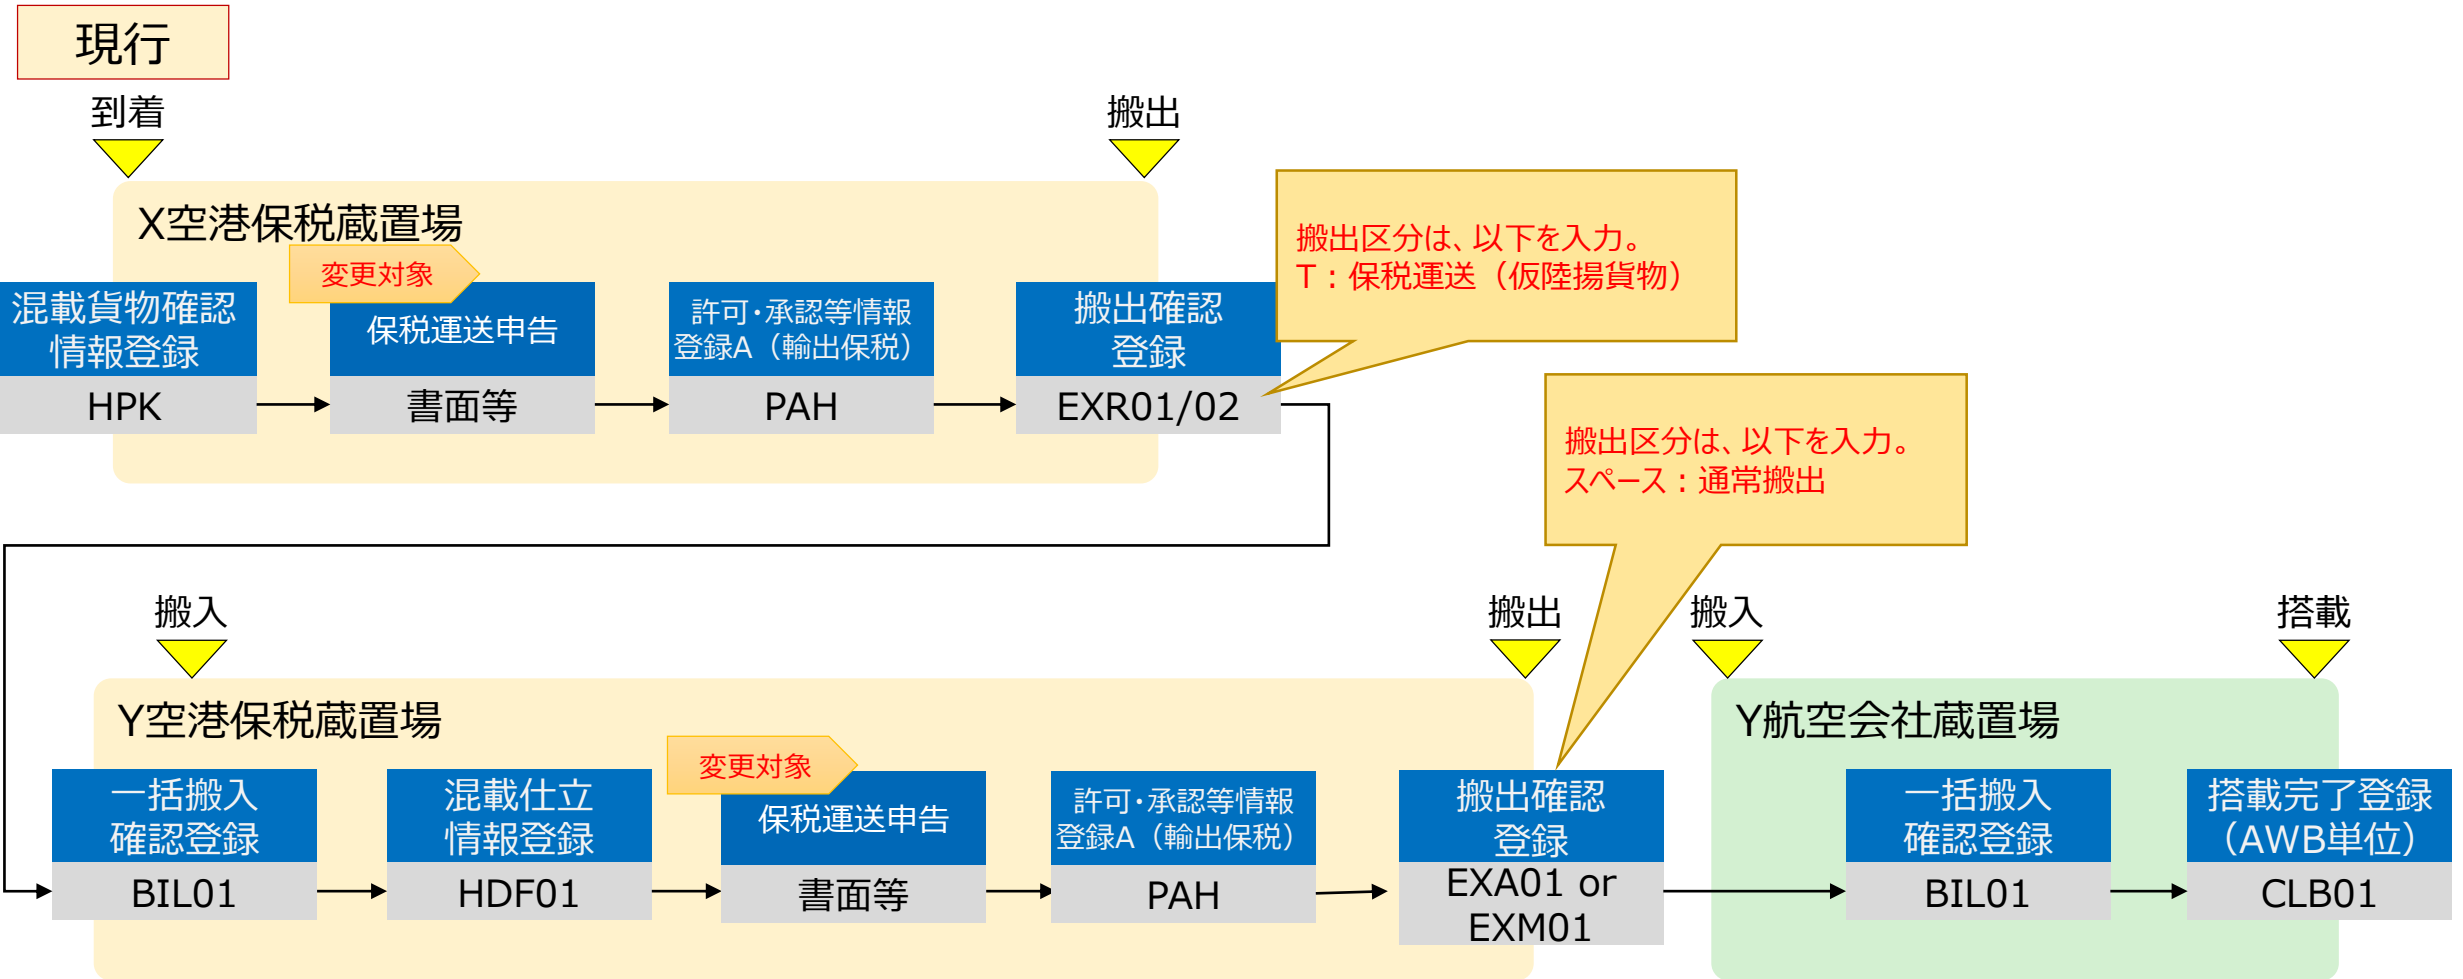 現行
到着
搬出
X空港保税蔵置場
変更対象
混載貨物確認
情報登録
HPK
保税運送申告
書面等
許可・承認等情報
登録A（輸出保税）
PAH
搬出確認
登録
EXR01/02
搬出区分は、以下を入力。
T：保税運送（仮陸揚貨物）
搬出区分は、以下を入力。
スペース：通常搬出
搬入
搬出
搬入
搭載
Y空港保税蔵置場
変更対象
一括搬入
確認登録
BIL01
混載仕立
情報登録
HDF01
保税運送申告
書面等
許可・承認等情報
登録A（輸出保税）
PAH
搬出確認
登録
EXA01 or
EXM01
Y航空会社蔵置場
一括搬入
確認登録
BIL01
搭載完了登録
（AWB単位）
CLB01